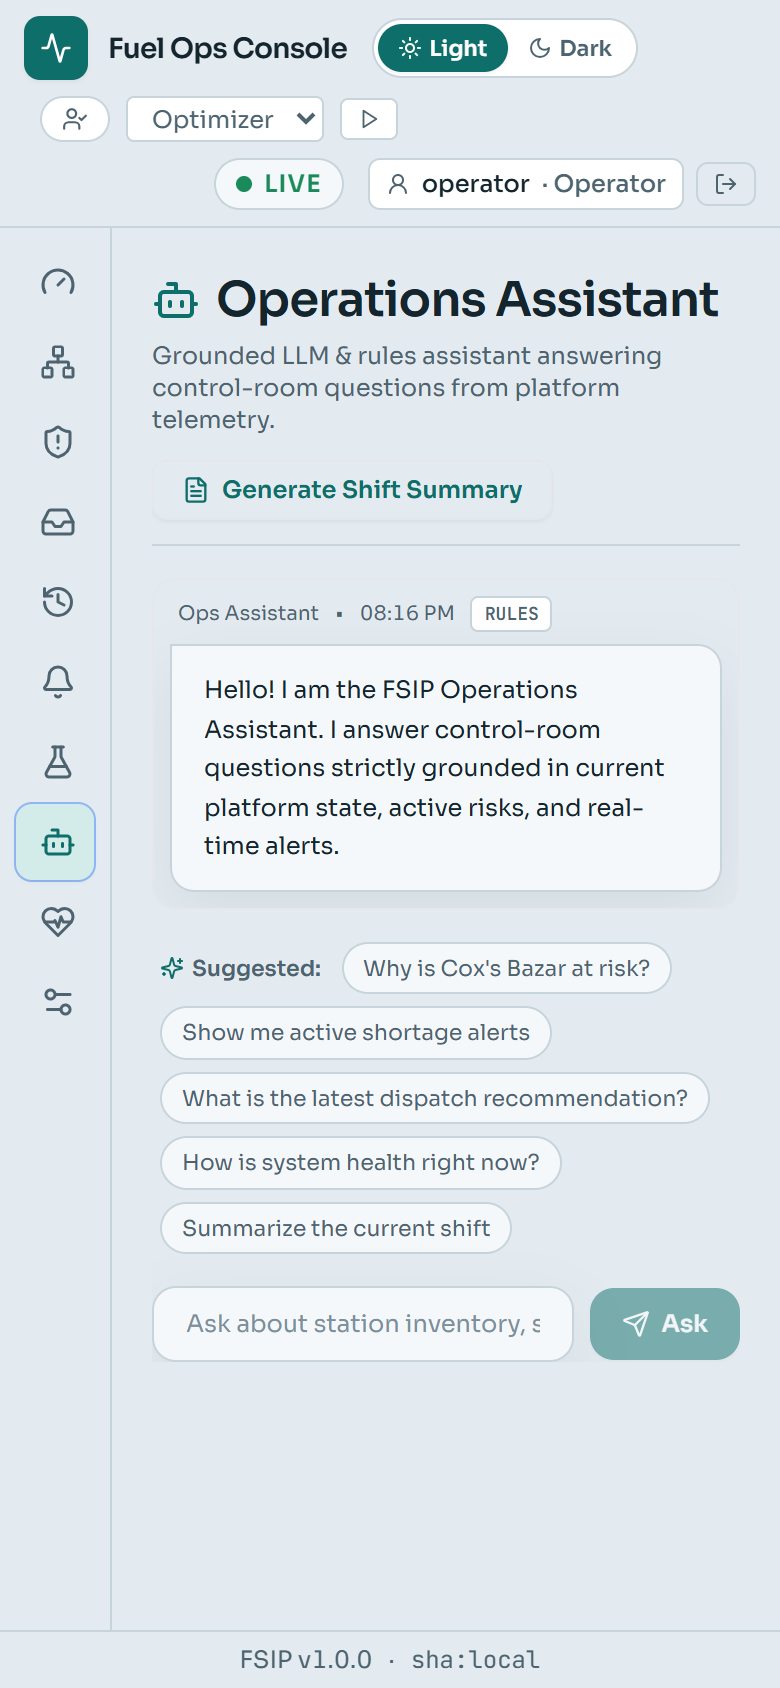 Fuel Ops Console
Light
Dark
Optimizer
LIVE
operator · Operator
Operations Assistant
Grounded LLM & rules assistant answering
control-room questions from platform
telemetry.
Generate Shift Summary
Ops Assistant ▪ 08:16 PM RULES
Hello! I am the FSIP Operations
Assistant. I answer control-room
questions strictly grounded in current
platform state, active risks, and real-
time alerts.
Suggested: Why is Cox's Bazar at risk?
Show me active shortage alerts
What is the latest dispatch recommendation?
How is system health right now?
Summarize the current shift
Ask about station inventory, s
Ask
FSIP v1.0.0 · sha:local